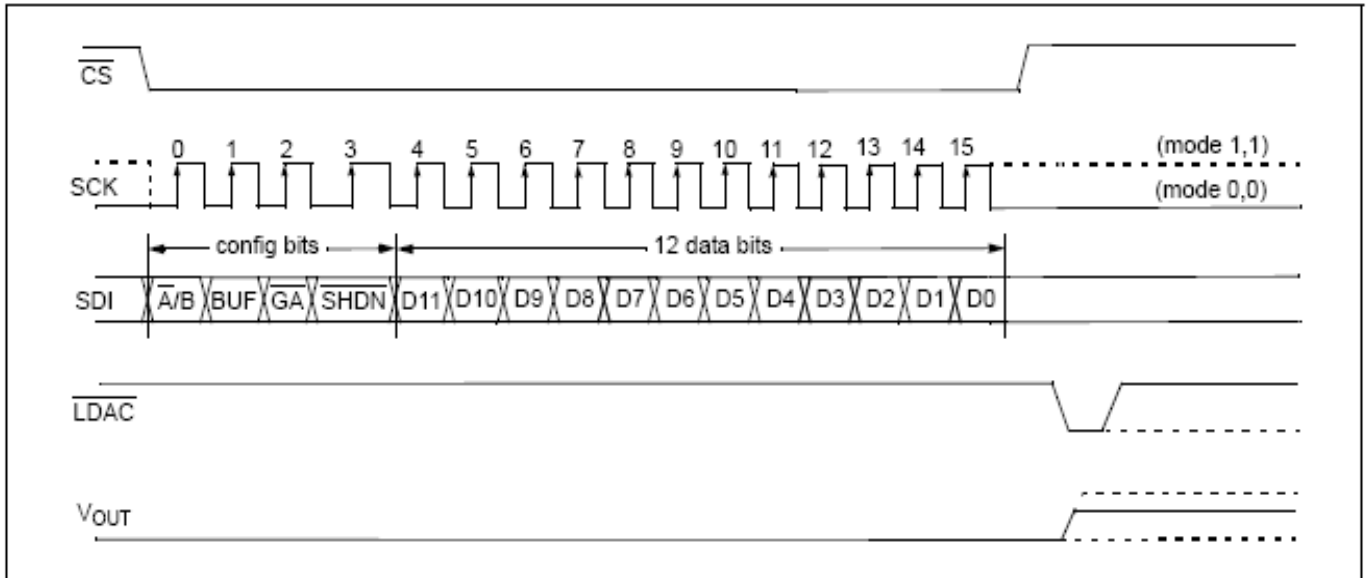 CS
0 1 2 3 4 5 6 7 8 9 10 11 12 13 14 15 (mode 1,1)
SCK (mode 0,0)
config bits 12 data bits
SDI A/B BUF GA SHDN D11 D10 D9 D8 D7 D6 D5 D4 D3 D2 D1 D0
LDAC
VOUT